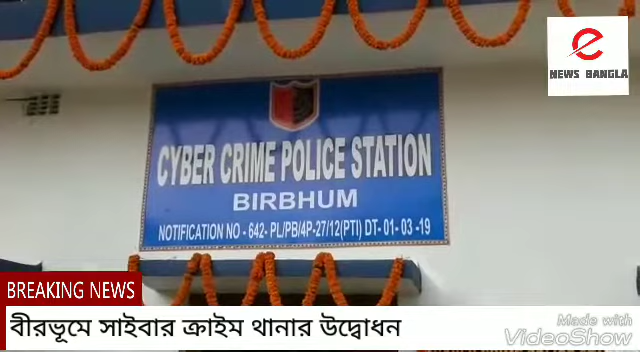 e
NEWS BANGLA
CYBER CRIME POLICE STATION
BIRBHUM
NOTIFICATION NO - 642- PL/PB/4P-27/12(PTI) DT- 01- 03 -19
BREAKING NEWS
বীরভূমে সাইবার ক্রাইম থানার উদ্বোধন
Made with
VideoShow